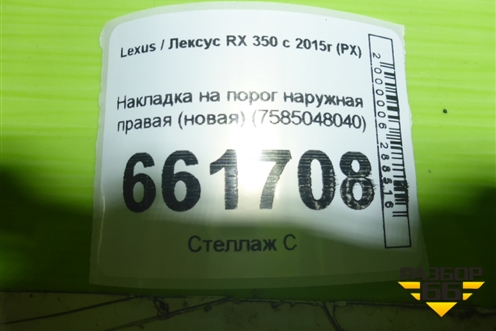 Lexus / Лексус RX 350 с 2015г (РХ)
Накладка на порог наружная
правая (новая) (7585048040)
661708
Стеллаж С
2000006288516
РАЗБОР
66